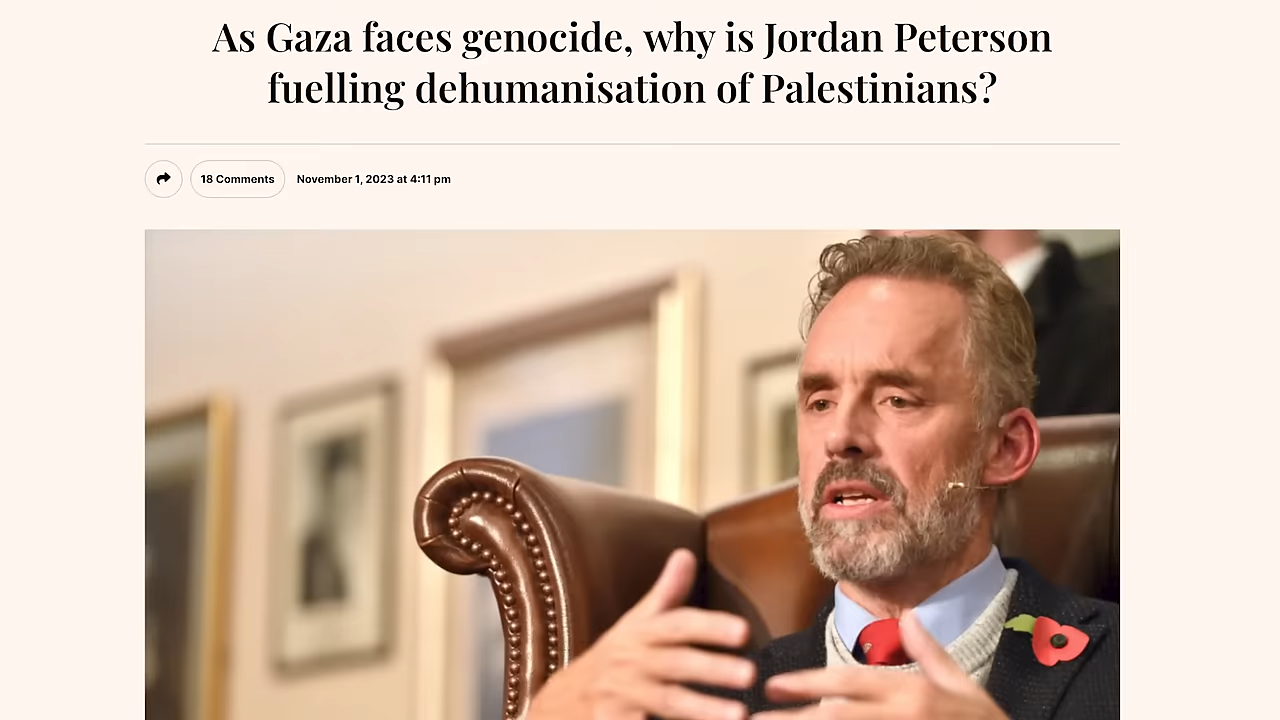 As Gaza faces genocide, why is Jordan Peterson
fuelling dehumanisation of Palestinians?
18 Comments
November 1, 2023 at 4:11 pm